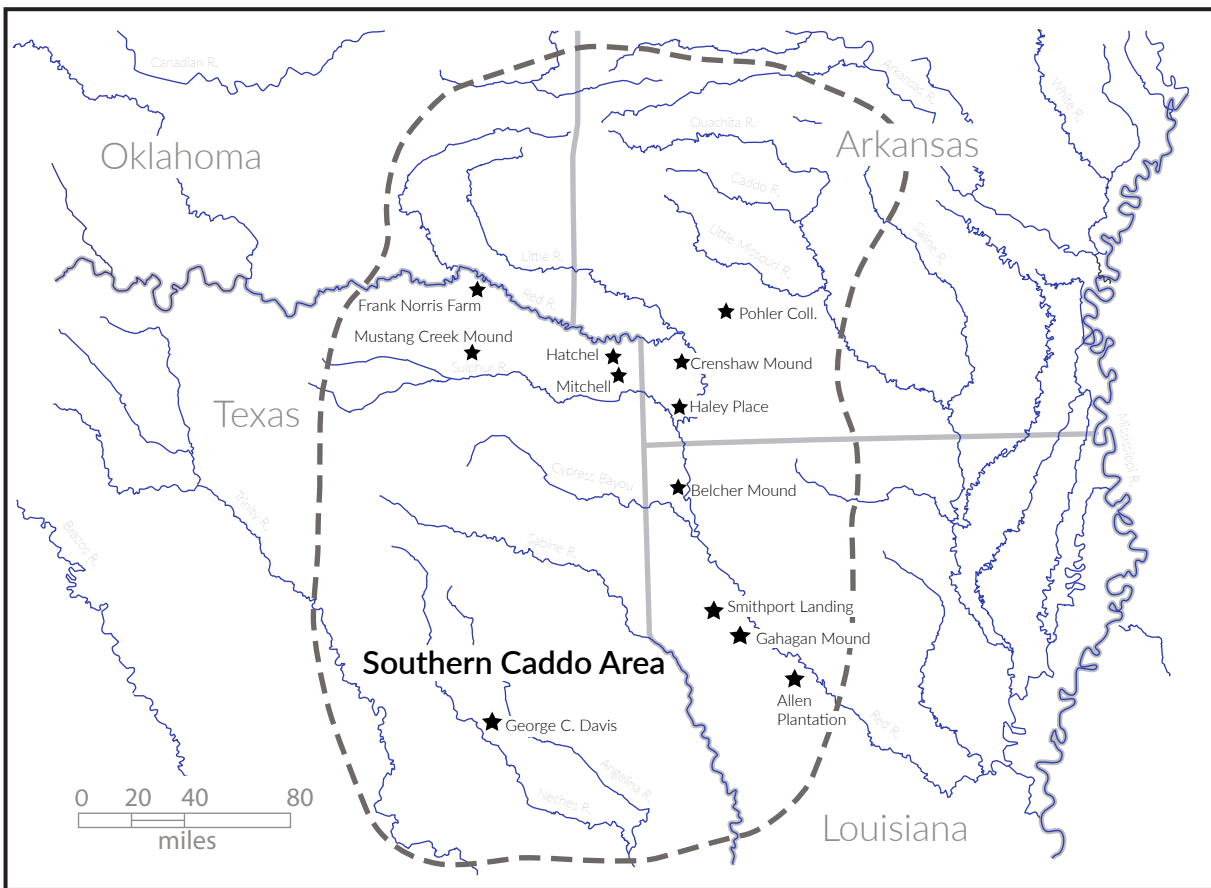 Canadian R.
Arkansas R.
White R.
Ouachita R.
Oklahoma
Arkansas
Caddo R.
Little Missouri R.
Saline R.
Little R.
Red R.
Frank Norris Farm
Pohler Coll.
Mustang Creek Mound
Hatchel
Crenshaw Mound
Sulphur R.
Mitchell
Haley Place
Texas
Mississippi R.
Cypress Bayou
Belcher Mound
Trinity R.
Brazos R.
Sabine R.
Smithport Landing
Gahagan Mound
Southern Caddo Area
Allen
Plantation
Red R.
George C. Davis
Angelina R.
Neches R.
0 20 40 80
miles
Louisiana